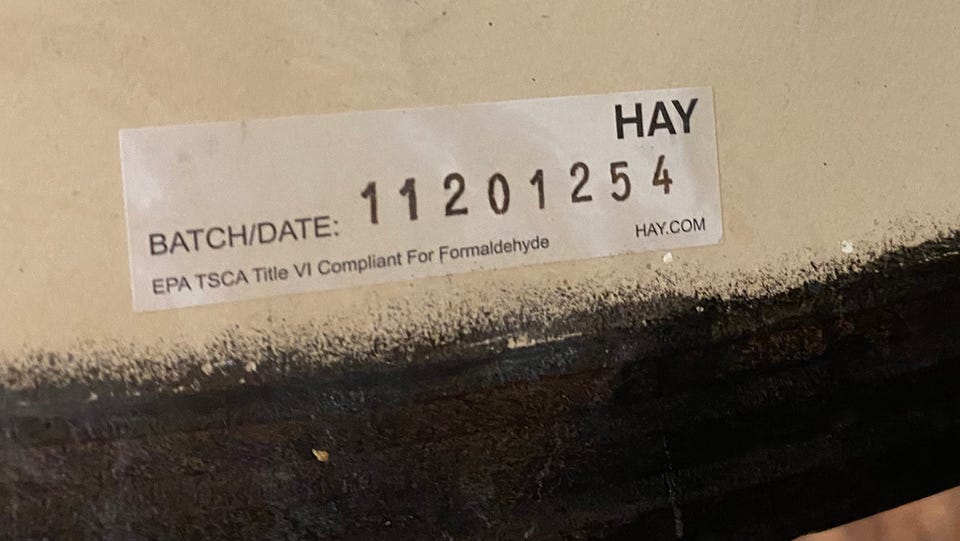 HAY
BATCH/DATE: 11201254
EPA TSCA Title VI Compliant For Formaldehyde
HAY.COM